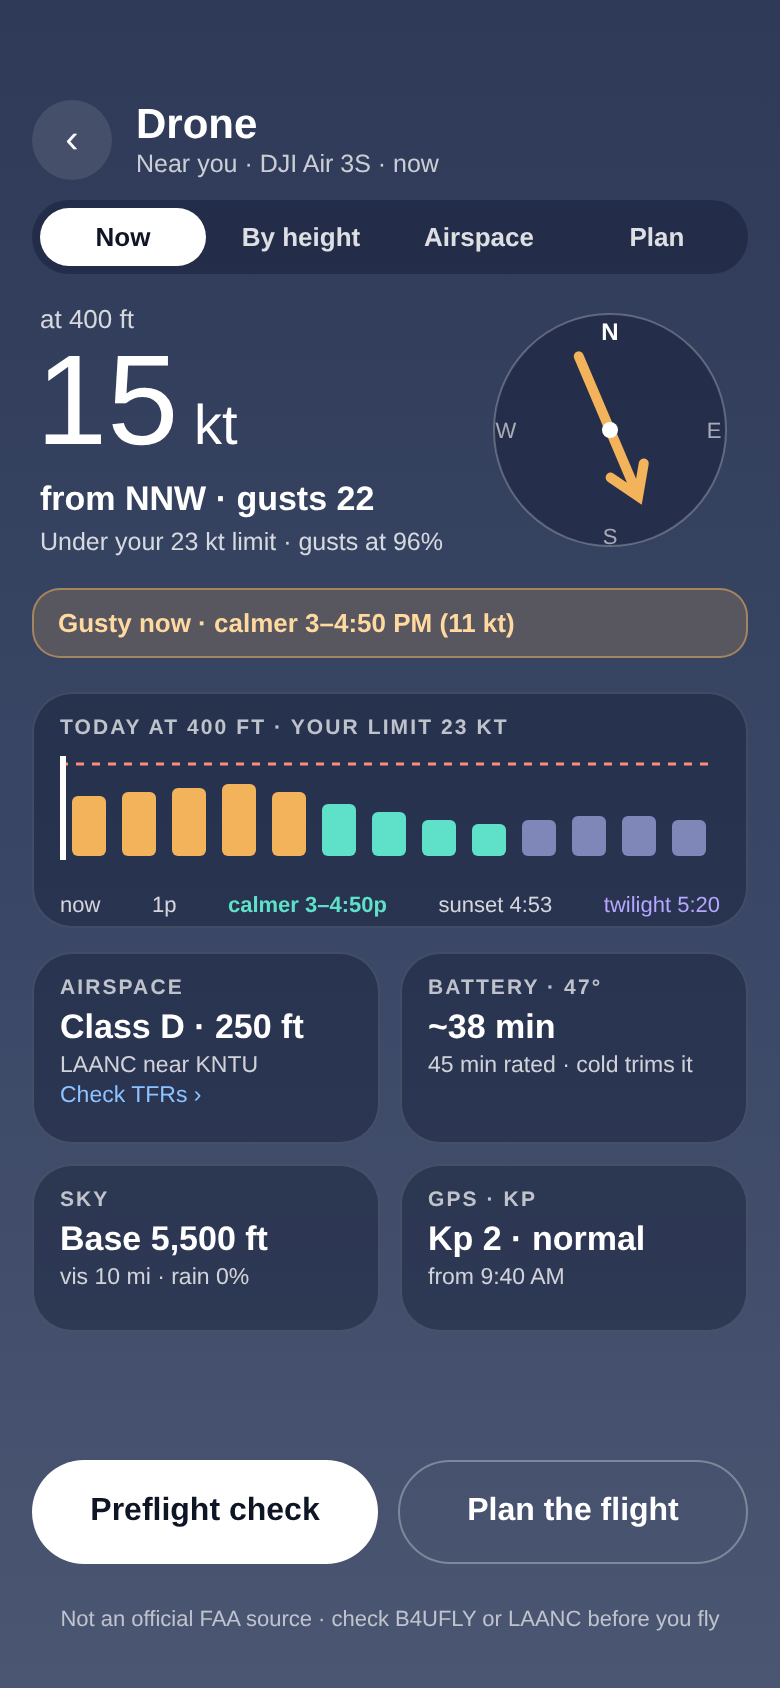 ‹
Drone
Near you · DJI Air 3S · now
Now
By height
Airspace
Plan
at 400 ft
15 kt
from NNW · gusts 22
Under your 23 kt limit · gusts at 96%
N
W
E
S
Gusty now · calmer 3–4:50 PM (11 kt)
TODAY AT 400 FT · YOUR LIMIT 23 KT
now
1p
calmer 3–4:50p
sunset 4:53
twilight 5:20
AIRSPACE
Class D · 250 ft
LAANC near KNTU
Check TFRs ›
BATTERY · 47°
~38 min
45 min rated · cold trims it
SKY
Base 5,500 ft
vis 10 mi · rain 0%
GPS · KP
Kp 2 · normal
from 9:40 AM
Preflight check
Plan the flight
Not an official FAA source · check B4UFLY or LAANC before you fly